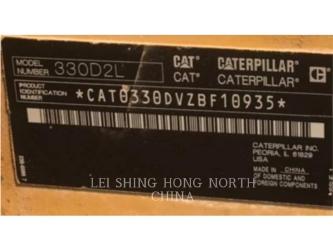 MODEL NUMBER 330D2L CAT® CATERPILLAR®
CAT® CATERPILLAR®
PRODUCT IDENTIFICATION NUMBER *CAT0330DVZBF10935*
CATERPILLAR INC.
PEORIA, IL 61629
USA
MADE IN CHINA
OF DOMESTIC AND
FOREIGN COMPONENTS
LEI SHING HONG NORTH
CHINA